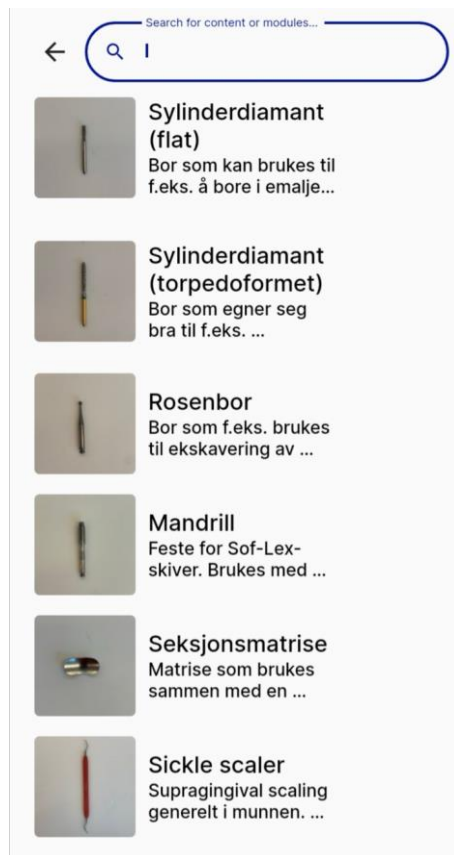 Search for content or modules...
Sylinderdiamant
(flat)
Bor som kan brukes til
f.eks. å bore i emalje...
Sylinderdiamant
(torpedoformet)
Bor som egner seg
bra til f.eks. ...
Rosenbor
Bor som f.eks. brukes
til ekskavering av ...
Mandrill
Feste for Sof-Lex-
skiver. Brukes med ...
Seksjonsmatrise
Matrise som brukes
sammen med en ...
Sickle scaler
Supragingival scaling
generelt i munnen. ...